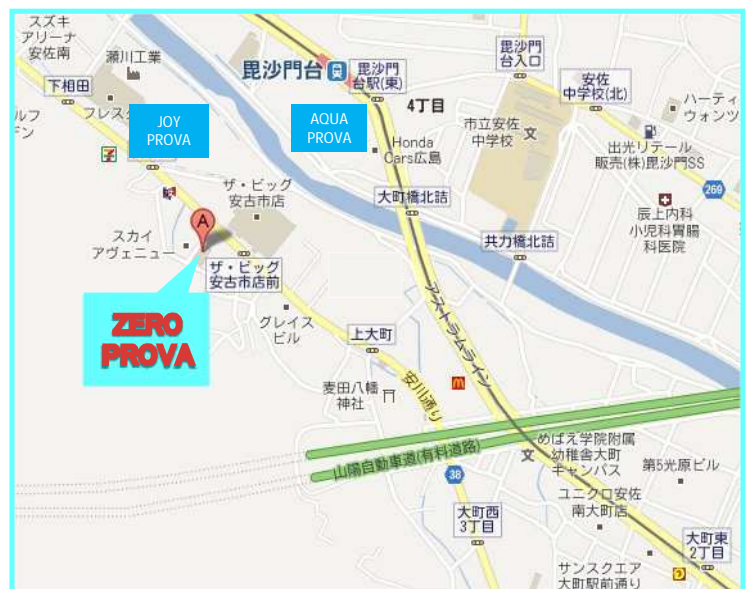 スズキ
アリーナ
安佐南
瀬川工業
下相田
毘沙門台
毘沙門
台駅(東)
毘沙門
台入口
安佐
中学校(北)
ハーティ
ウォンツ
フレスタ
JOY
PROVA
AQUA
PROVA
4丁目
市立安佐
中学校
出光リテール
販売(株)毘沙門SS
Honda
Cars広島
269
ザ・ビッグ
安古市店
大町橋北詰
辰上内科
小児科胃腸
科医院
A
スカイ
アヴェニュー
共力橋北詰
ザ・ビッグ
安古市店前
アストラムライン
ZERO
PROVA
グレイス
ビル
上大町
安川通り
麦田八幡
神社
山陽自動車道(有料道路)
38
めばえ学院附属
幼稚舎大町
キャンパス
第5光原ビル
ユニクロ安佐
南大町店
大町西
3丁目
大町東
2丁目
サンスクエア
大町駅前通り